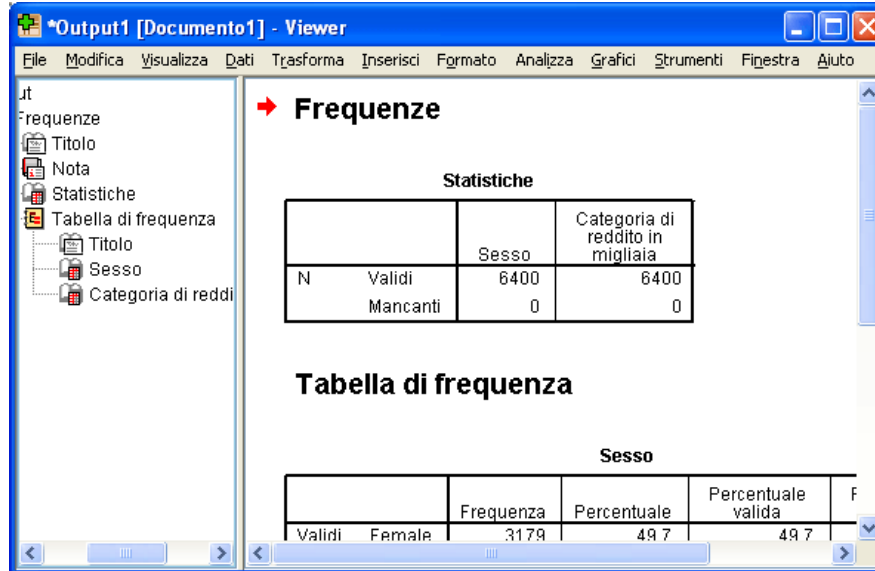 *Output1 [Documento1] - Viewer
File Modifica Visualizza Dati Trasforma Inserisci Formato Analizza Grafici Strumenti Finestra Aiuto
ut
Frequenze
Titolo
Nota
Statistiche
Tabella di frequenza
Titolo
Sesso
Categoria di reddi
Frequenze
Statistiche
Sesso Categoria di reddito in migliaia
N Validi 6400 6400
Mancanti 0 0
Tabella di frequenza
Sesso
Frequenza Percentuale Percentuale valida
Validi Female 3179 49.7 49.7